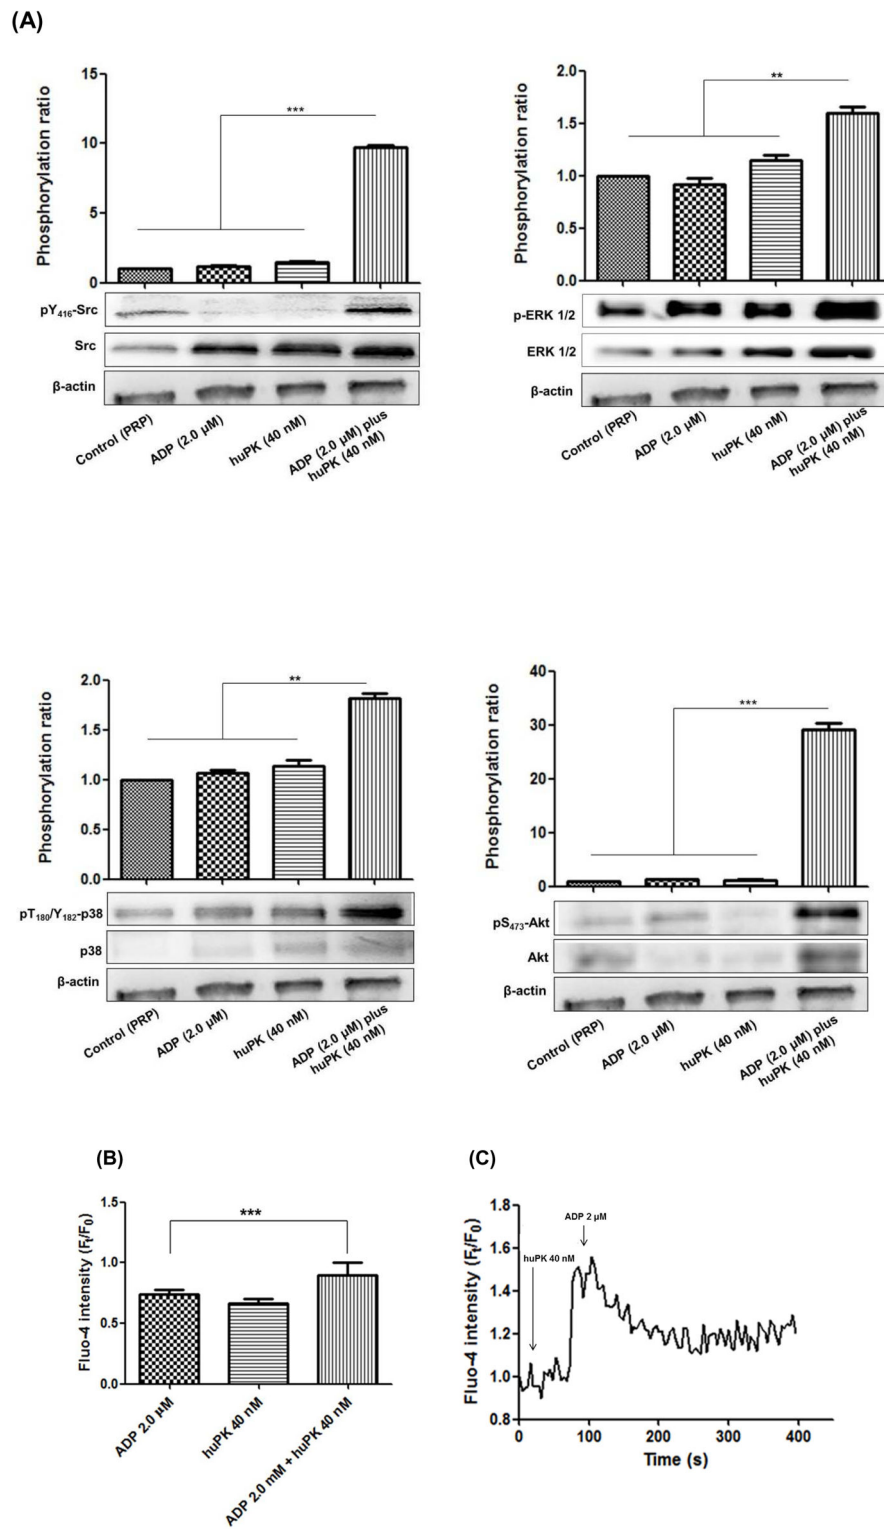 (A)
Phosphorylation ratio
20
15
10
5
0
***
pY416-Src
Src
β-actin
Control (PRP)
ADP (2.0 µM)
huPK (40 nM)
ADP (2.0 µM) plus
huPK (40 nM)
Phosphorylation ratio
2.0
1.5
1.0
0.5
0.0
**
p-ERK 1/2
ERK 1/2
β-actin
Control (PRP)
ADP (2.0 µM)
huPK (40 nM)
ADP (2.0 µM) plus
huPK (40 nM)
Phosphorylation ratio
2.0
1.5
1.0
0.5
0.0
**
pT180/Y182-p38
p38
β-actin
Control (PRP)
ADP (2.0 µM)
huPK (40 nM)
ADP (2.0 µM) plus
huPK (40 nM)
Phosphorylation ratio
40
30
20
10
0
***
pS473-Akt
Akt
β-actin
Control (PRP)
ADP (2.0 µM)
huPK (40 nM)
ADP (2.0 µM) plus
huPK (40 nM)
(B)
Fluo-4 intensity (Ft/F0)
1.5
1.0
0.5
0.0
***
ADP 2.0 µM
huPK 40 nM
ADP 2.0 mM + huPK 40 nM
(C)
Fluo-4 intensity (Ft/F0)
1.8
1.6
1.4
1.2
1.0
0.8
ADP 2 µM
huPK 40 nM
0
100
200
300
400
Time (s)